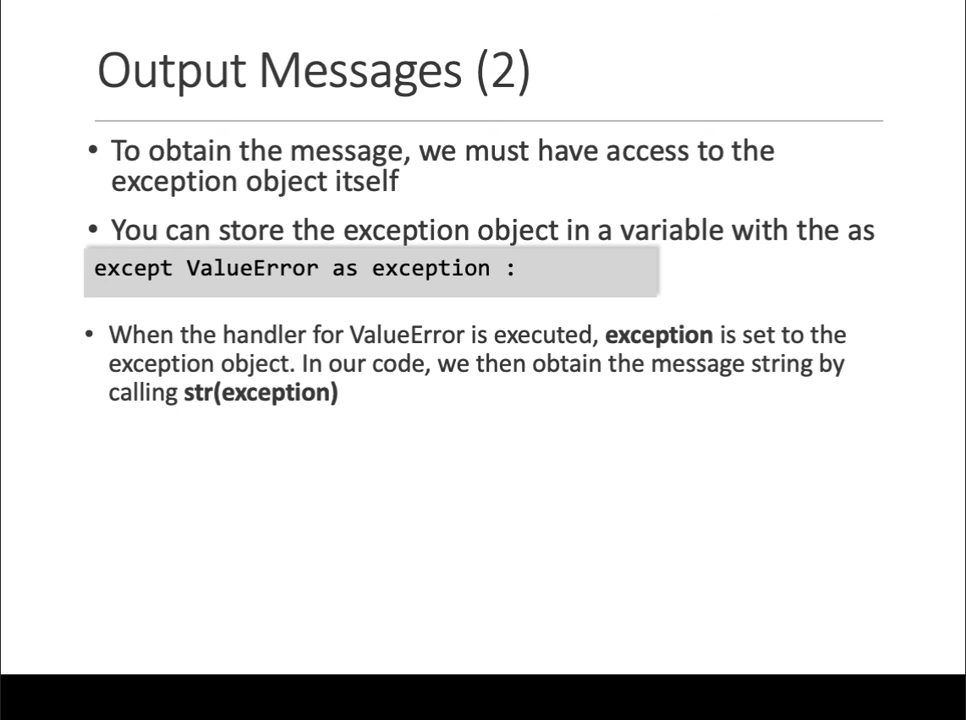 Output Messages (2)
• To obtain the message, we must have access to the
exception object itself
• You can store the exception object in a variable with the as
except ValueError as exception :
• When the handler for ValueError is executed, exception is set to the
exception object. In our code, we then obtain the message string by
calling str(exception)